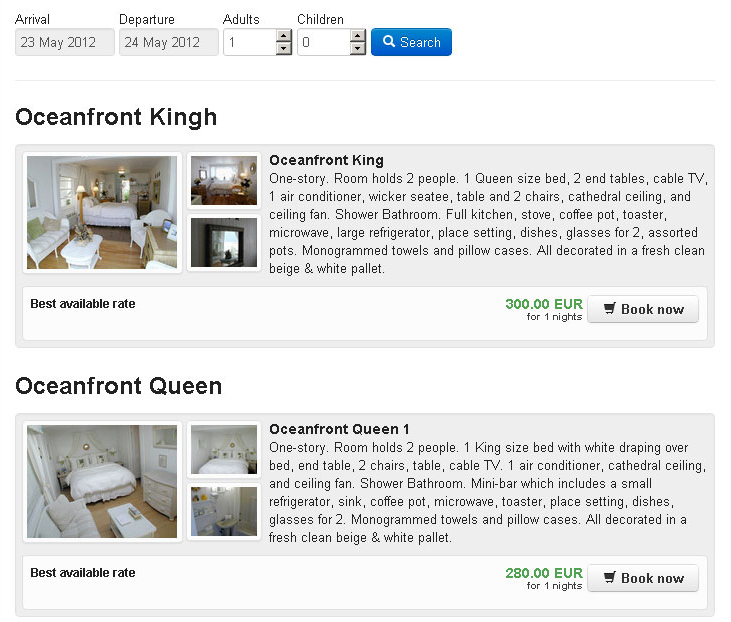 Arrival Departure Adults Children
23 May 2012 24 May 2012 1 0 Search
Oceanfront Kingh
Oceanfront King
One-story. Room holds 2 people. 1 Queen size bed, 2 end tables, cable TV,
1 air conditioner, wicker seatee, table and 2 chairs, cathedral ceiling, and
ceiling fan. Shower Bathroom. Full kitchen, stove, coffee pot, toaster,
microwave, large refrigerator, place setting, dishes, glasses for 2, assorted
pots. Monogrammed towels and pillow cases. All decorated in a fresh clean
beige & white pallet.
Best available rate 300.00 EUR Book now
for 1 nights
Oceanfront Queen
Oceanfront Queen 1
One-story. Room holds 2 people. 1 King size bed with white draping over
bed, end table, 2 chairs, table, cable TV. 1 air conditioner, cathedral ceiling,
and ceiling fan. Shower Bathroom. Mini-bar which includes a small
refrigerator, sink, coffee pot, microwave, toaster, place setting, dishes,
glasses for 2. Monogrammed towels and pillow cases. All decorated in a
fresh clean beige & white pallet.
Best available rate 280.00 EUR Book now
for 1 nights